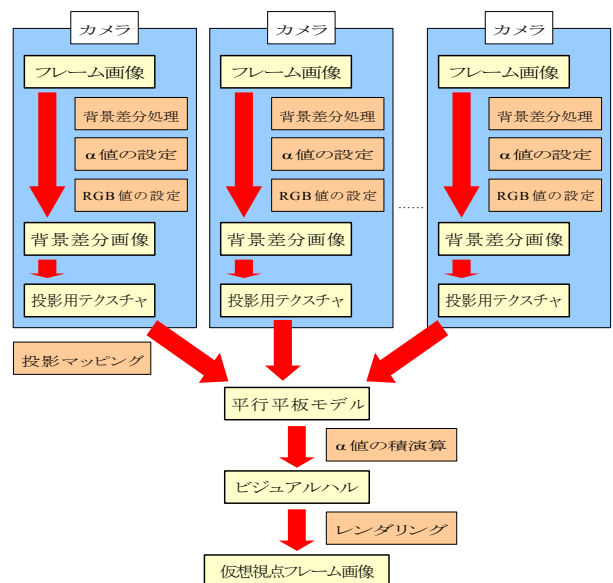 カメラ
フレーム画像
背景差分処理
α値の設定
RGB値の設定
背景差分画像
投影用テクスチャ
カメラ
フレーム画像
背景差分処理
α値の設定
RGB値の設定
背景差分画像
投影用テクスチャ
……
カメラ
フレーム画像
背景差分処理
α値の設定
RGB値の設定
背景差分画像
投影用テクスチャ
投影マッピング
平行平板モデル
α値の積演算
ビジュアルハル
レンダリング
仮想視点フレーム画像